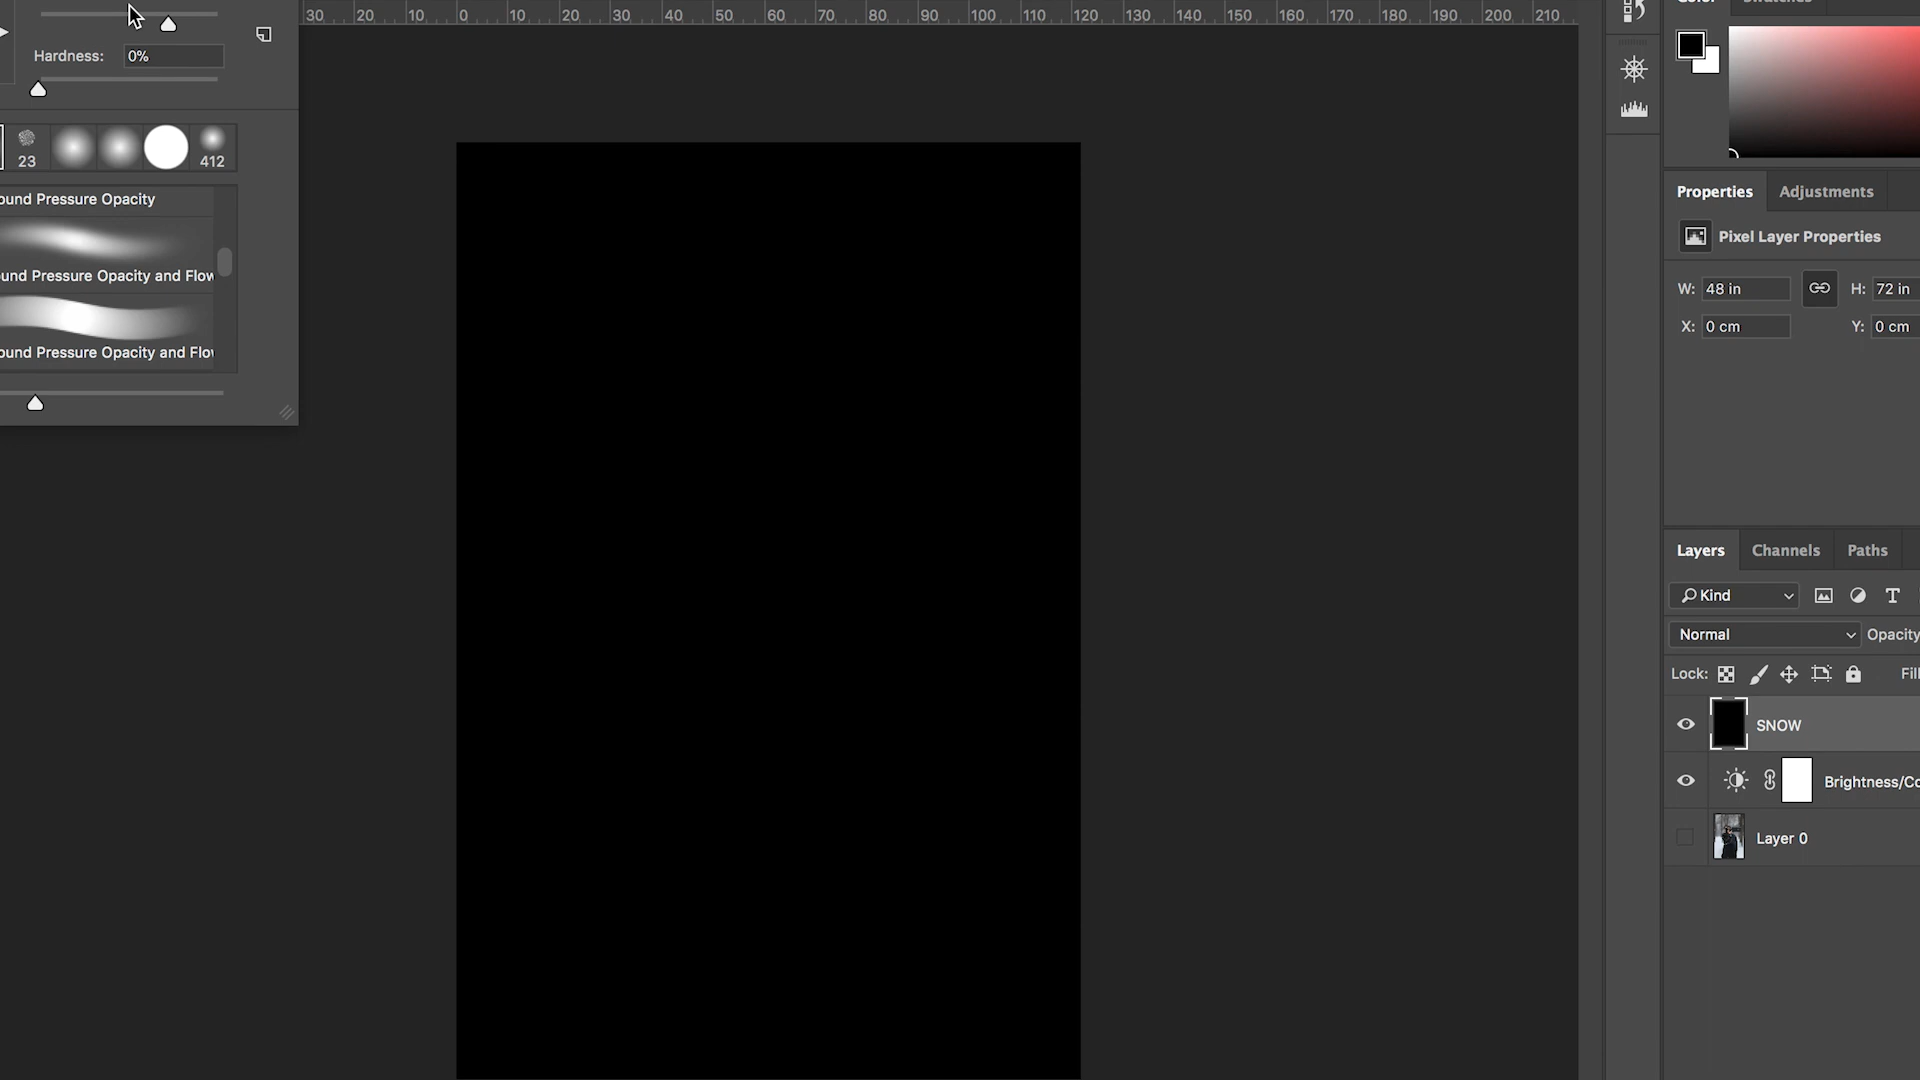 30 20 10 0 10 20 30 40 50 60 70 80 90 100 110 120 130 140 150 160 170 180 190 200 210
Hardness: 0%
23 412
ound Pressure Opacity
und Pressure Opacity and Flow
ound Pressure Opacity and Flov
Color Swatches
Properties Adjustments
Pixel Layer Properties
W: 48 in H: 72 in
X: 0 cm Y: 0 cm
Layers Channels Paths
Kind
Normal Opacity
Lock: Fill
SNOW
Brightness/Co
Layer 0